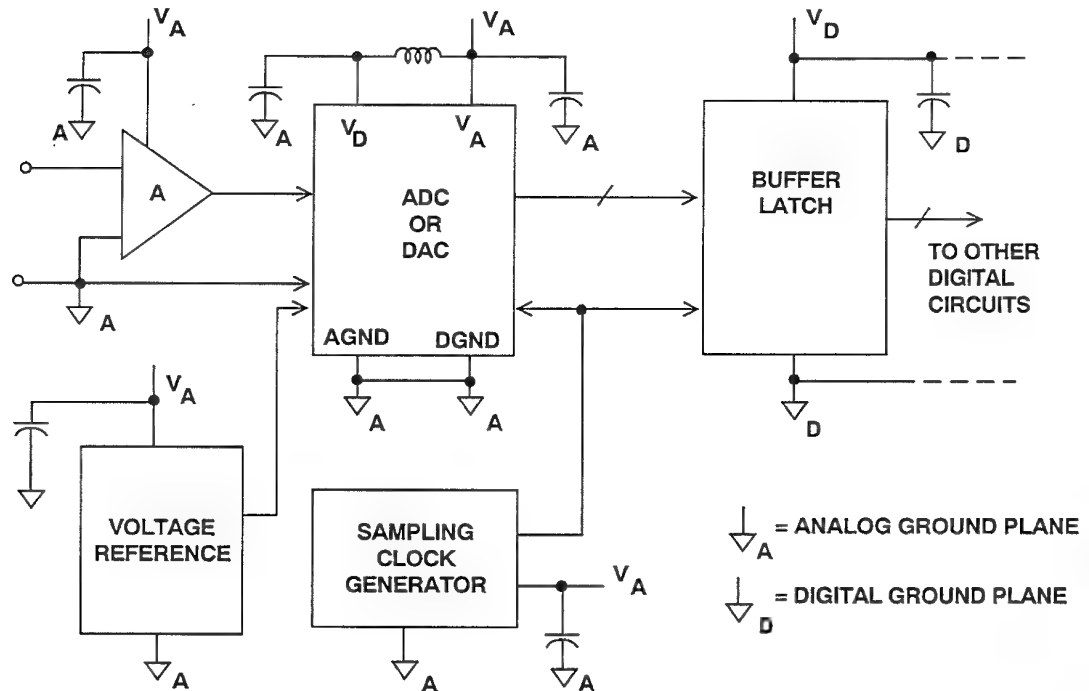 VA
VA
VD
A
A
A
D
VD
VA
A
ADC
OR
DAC
BUFFER
LATCH
TO OTHER
DIGITAL
CIRCUITS
A
AGND
DGND
A
A
D
VA
VOLTAGE
REFERENCE
A
SAMPLING
CLOCK
GENERATOR
VA
A
A
A = ANALOG GROUND PLANE
D = DIGITAL GROUND PLANE